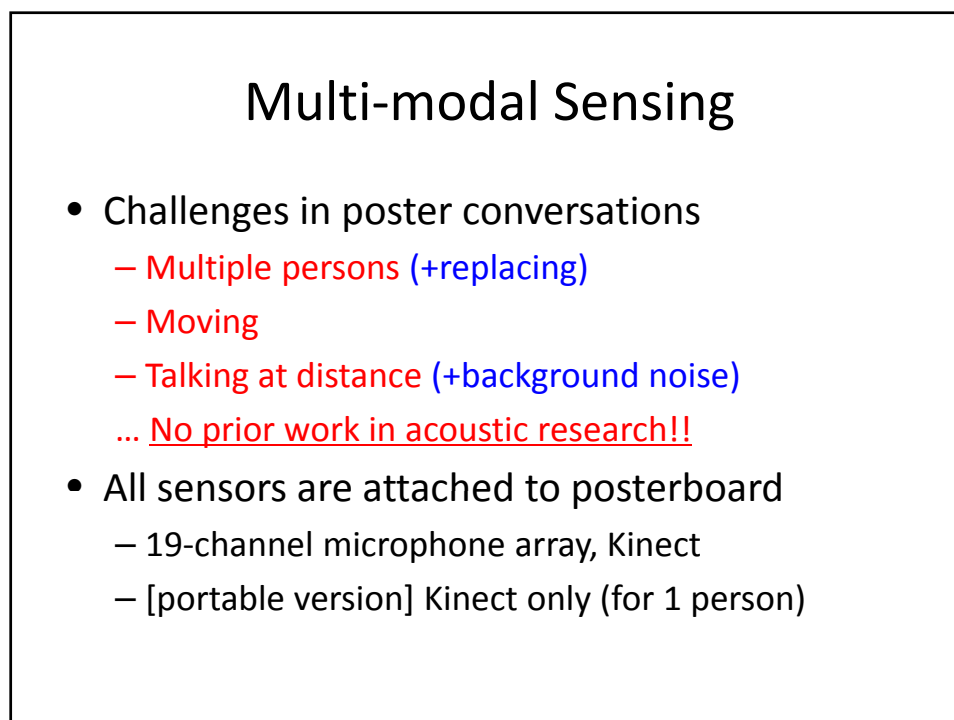 Multi-modal Sensing
• Challenges in poster conversations
– Multiple persons (+replacing)
– Moving
– Talking at distance (+background noise)
... No prior work in acoustic research!!
• All sensors are attached to posterboard
– 19-channel microphone array, Kinect
– [portable version] Kinect only (for 1 person)